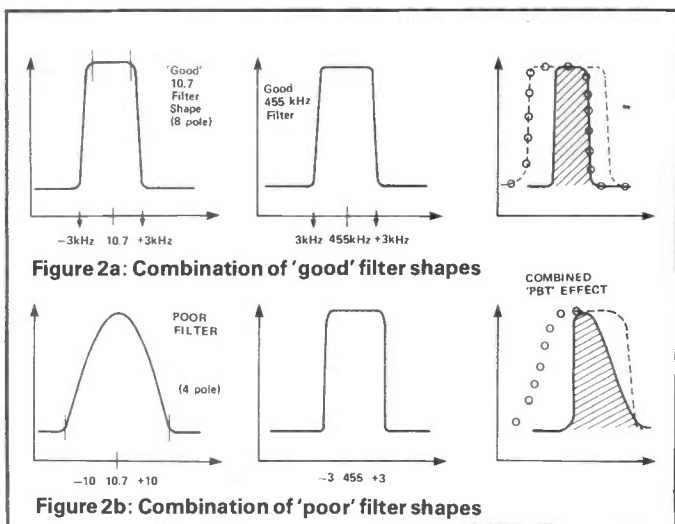 'Good'
10.7
Filter
Shape
(8 pole)
Good
455 kHz
Filter
−3kHz 10.7 +3kHz
3kHz 455kHz +3kHz
Figure 2a: Combination of 'good' filter shapes
POOR
FILTER
(4 pole)
COMBINED
'PBT' EFFECT
−10 10.7 +10
−3 455 +3
Figure 2b: Combination of 'poor' filter shapes